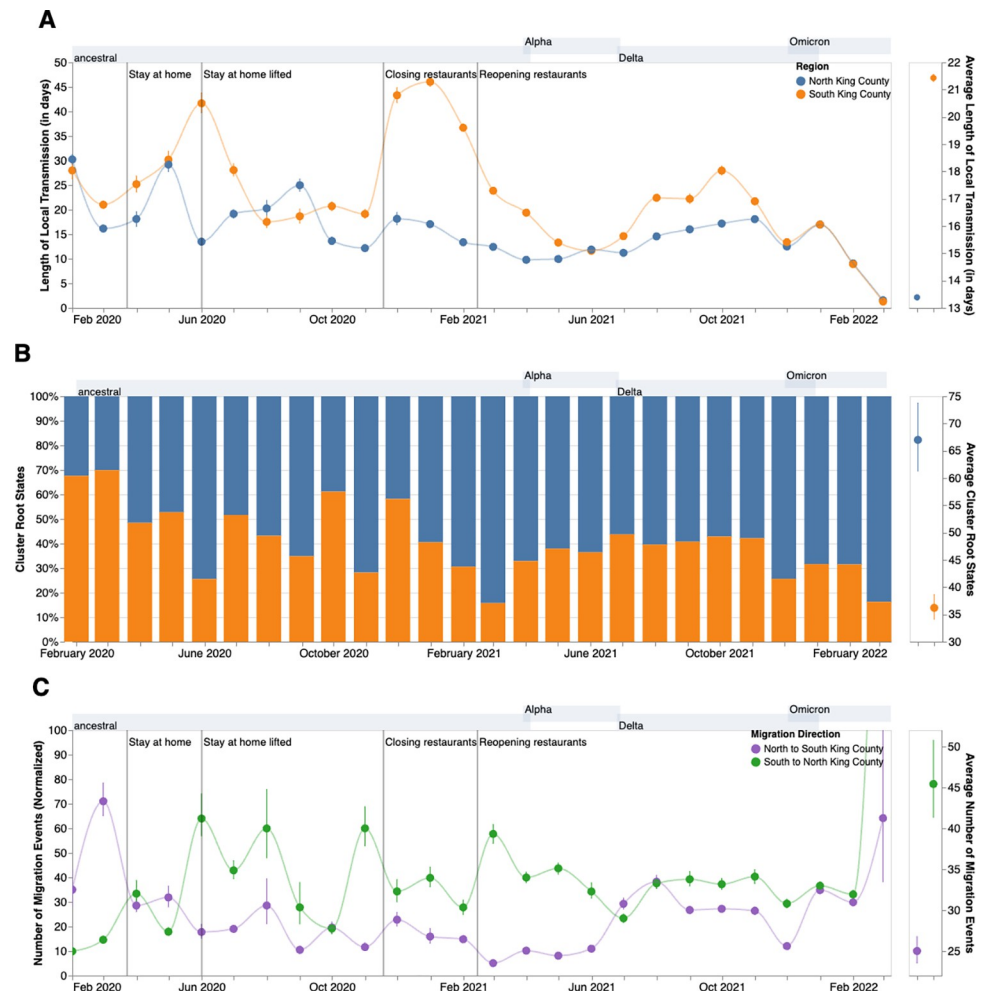 A
Alpha
Omicron
ancestral
Delta
Stay at home
Stay at home lifted
Closing restaurants
Reopening restaurants
Region
North King County
South King County
Length of Local Transmission (in days)
50
45
40
35
30
25
20
15
10
5
0
Feb 2020
Jun 2020
Oct 2020
Feb 2021
Jun 2021
Oct 2021
Feb 2022
22
21
20
19
18
17
16
15
14
13
Average Length of Local Transmission (in days)
B
Alpha
Omicron
ancestral
Delta
Cluster Root States
100%
90%
80%
70%
60%
50%
40%
30%
20%
10%
0%
February 2020
June 2020
October 2020
February 2021
June 2021
October 2021
February 2022
75
70
65
60
55
50
45
40
35
30
Average Cluster Root States
C
Alpha
Omicron
ancestral
Delta
Stay at home
Stay at home lifted
Closing restaurants
Reopening restaurants
Migration Direction
North to South King County
South to North King County
Number of Migration Events (Normalized)
100
90
80
70
60
50
40
30
20
10
0
Feb 2020
Jun 2020
Oct 2020
Feb 2021
Jun 2021
Oct 2021
Feb 2022
50
45
40
35
30
25
Average Number of Migration Events